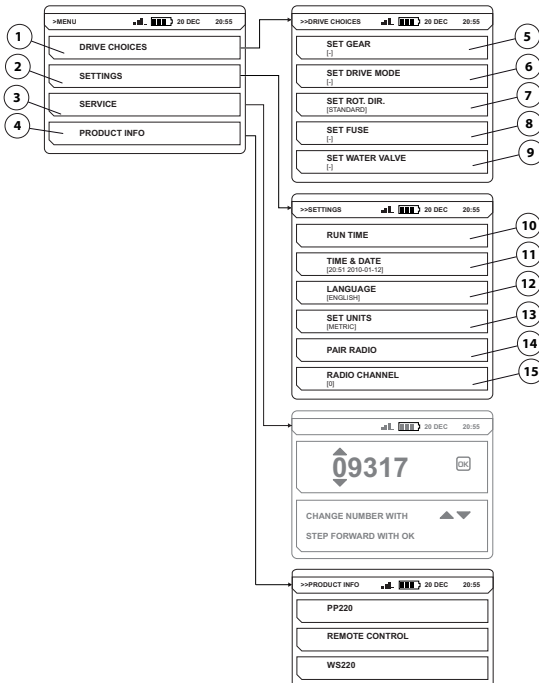 >MENU 20 DEC 20:55
1 DRIVE CHOICES
2 SETTINGS
3 SERVICE
4 PRODUCT INFO
>>DRIVE CHOICES 20 DEC 20:55
SET GEAR 5
[-]
SET DRIVE MODE 6
[-]
SET ROT. DIR. 7
[STANDARD]
SET FUSE 8
[-]
SET WATER VALVE 9
[-]
>>SETTINGS 20 DEC 20:55
RUN TIME 10
TIME & DATE 11
[20:51 2010-01-12]
LANGUAGE 12
[ENGLISH]
SET UNITS 13
[METRIC]
PAIR RADIO 14
RADIO CHANNEL 15
[0]
20 DEC 20:55
09317 OK
CHANGE NUMBER WITH
STEP FORWARD WITH OK
>>PRODUCT INFO 20 DEC 20:55
PP220
REMOTE CONTROL
WS220